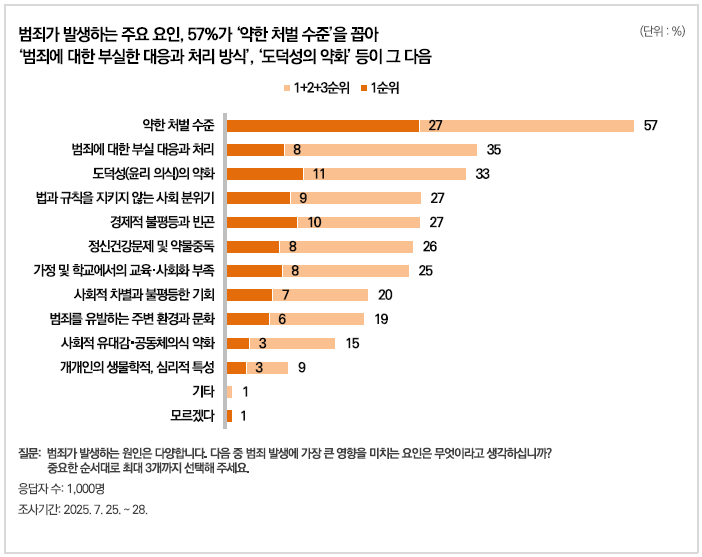 범죄가 발생하는 주요 요인, 57%가 ‘약한 처벌 수준’을 꼽아
(단위 : %)
‘범죄에 대한 부실한 대응과 처리 방식’, ‘도덕성의 약화’ 등이 그 다음
1+2+3순위 1순위
약한 처벌 수준 27 57
범죄에 대한 부실 대응과 처리 8 35
도덕성(윤리 의식)의 약화 11 33
법과 규칙을 지키지 않는 사회 분위기 9 27
경제적 불평등과 빈곤 10 27
정신건강문제 및 약물중독 8 26
가정 및 학교에서의 교육·사회화 부족 8 25
사회적 차별과 불평등한 기회 7 20
범죄를 유발하는 주변 환경과 문화 6 19
사회적 유대감•공동체의식 약화 3 15
개개인의 생물학적, 심리적 특성 3 9
기타 1
모르겠다 1
질문: 범죄가 발생하는 원인은 다양합니다. 다음 중 범죄 발생에 가장 큰 영향을 미치는 요인은 무엇이라고 생각하십니까?
중요한 순서대로 최대 3개까지 선택해 주세요.
응답자 수: 1,000명
조사기간: 2025. 7. 25. ~ 28.